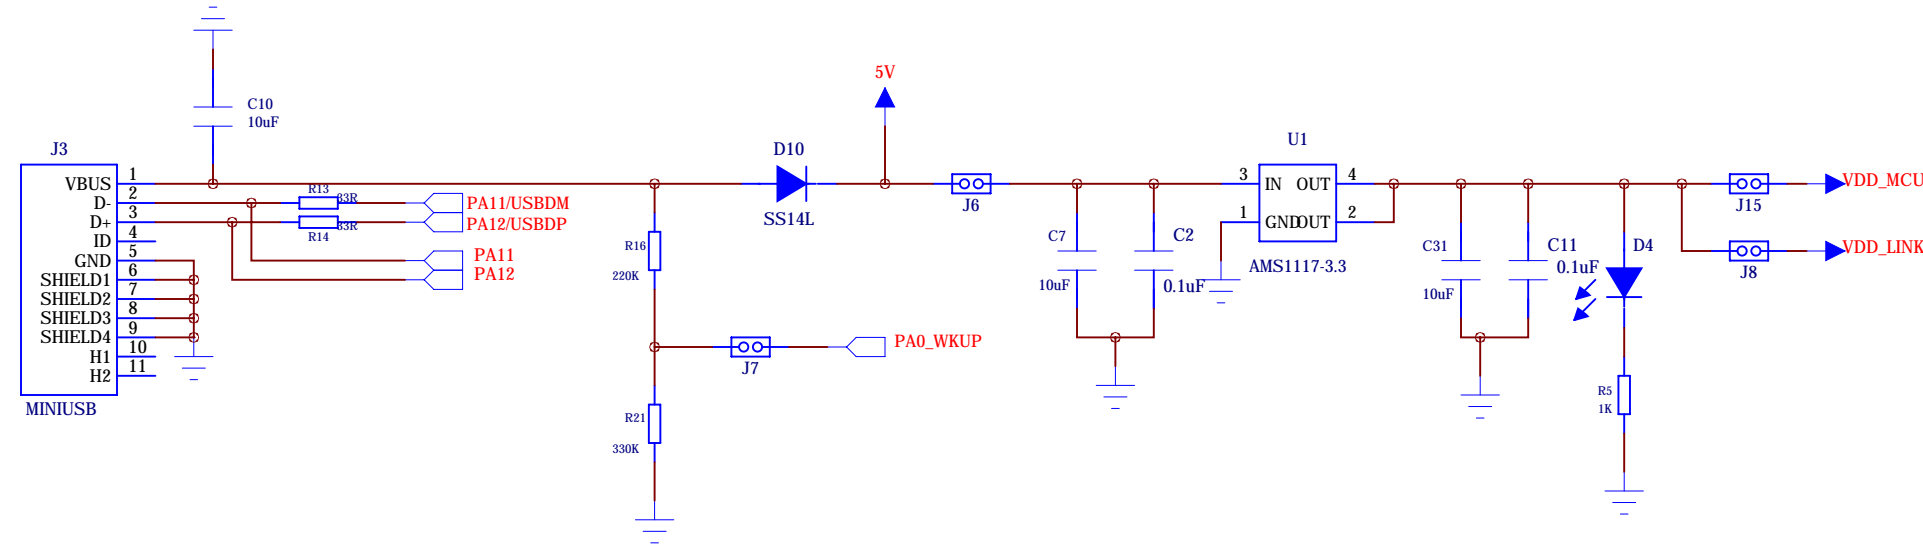 5V
C10
10uF
J3
D10
U1
VBUS
1
D-
2
D+
3
ID
4
GND
5
SHIELD1
6
SHIELD2
7
SHIELD3
8
SHIELD4
9
H1
10
H2
11
MINIUSB
R13
33R
33R
R14
PA11/USBDM
PA12/USBDP
PA11
PA12
SS14L
R16
220K
R21
330K
J7
PA0_WKUP
J6
C7
10uF
C2
0.1uF
3
IN OUT
4
1
GND
OUT
2
AMS1117-3.3
C31
10uF
C11
0.1uF
D4
R5
1K
J15
VDD_MCU
J8
VDD_LINK